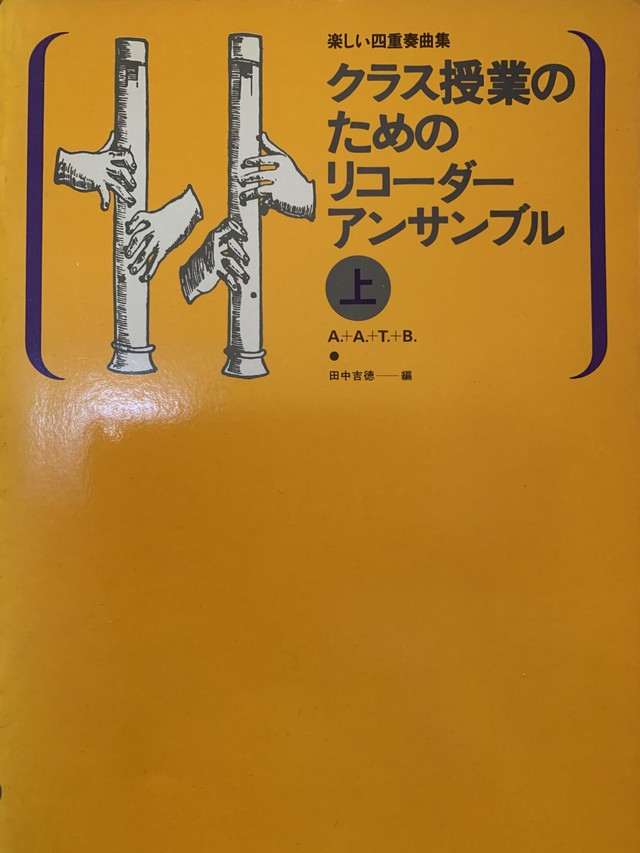 楽しい四重奏曲集
クラス授業の
ための
リコーダー
アンサンブル
上
A.+A.+T.+B.
田中吉徳——編